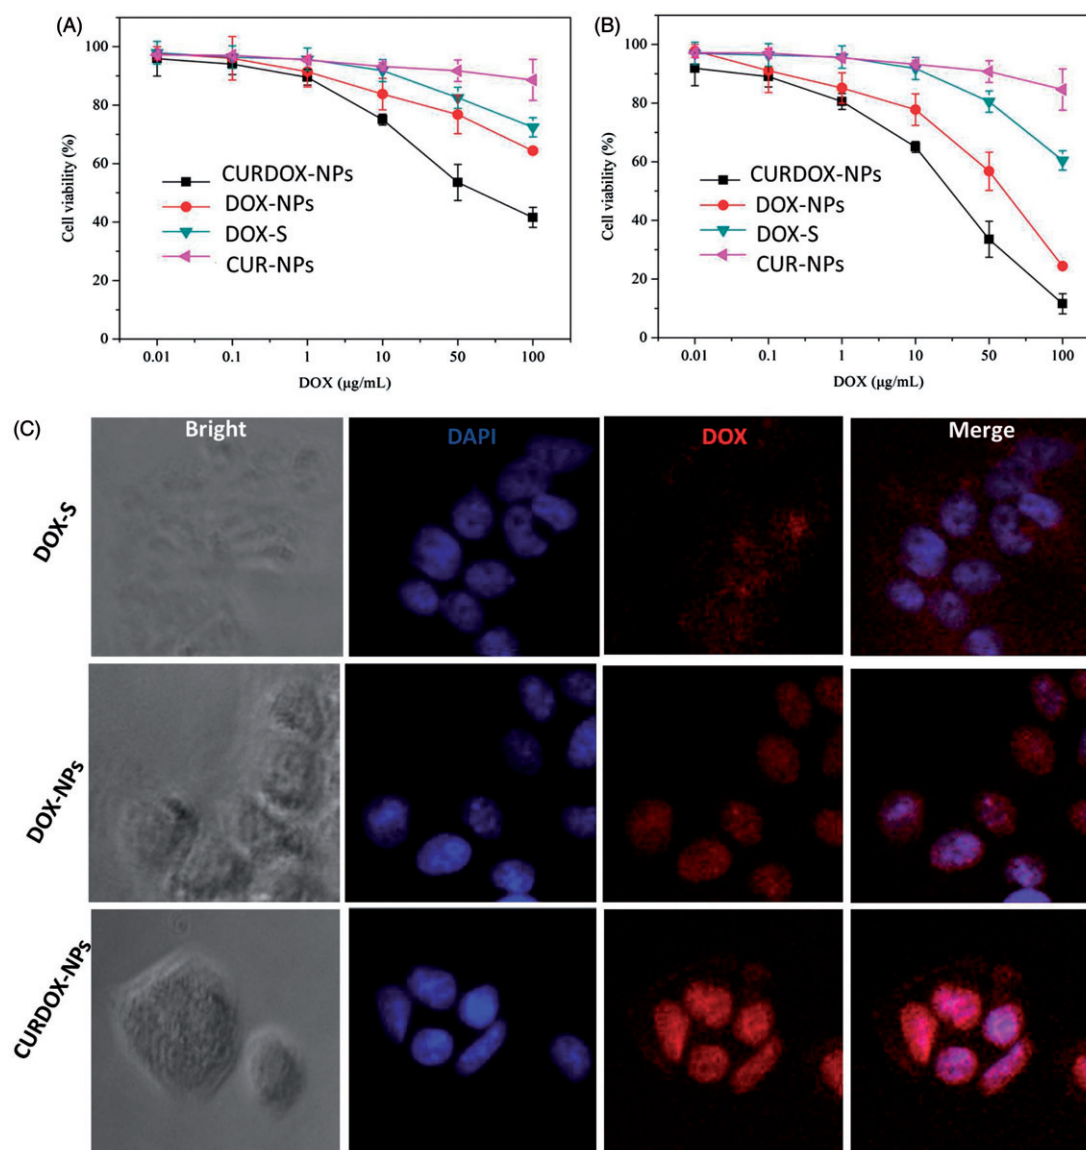 (A)
100
80
60
40
20
0
Cell viability (%)
CURDOX-NPs
DOX-NPs
DOX-S
CUR-NPs
0.01 0.1 1 10 50 100
DOX (µg/mL)
(B)
100
80
60
40
20
0
Cell viability (%)
CURDOX-NPs
DOX-NPs
DOX-S
CUR-NPs
0.01 0.1 1 10 50 100
DOX (µg/mL)
(C)
Bright DAPI DOX Merge
DOX-S
DOX-NPs
CURDOX-NPs